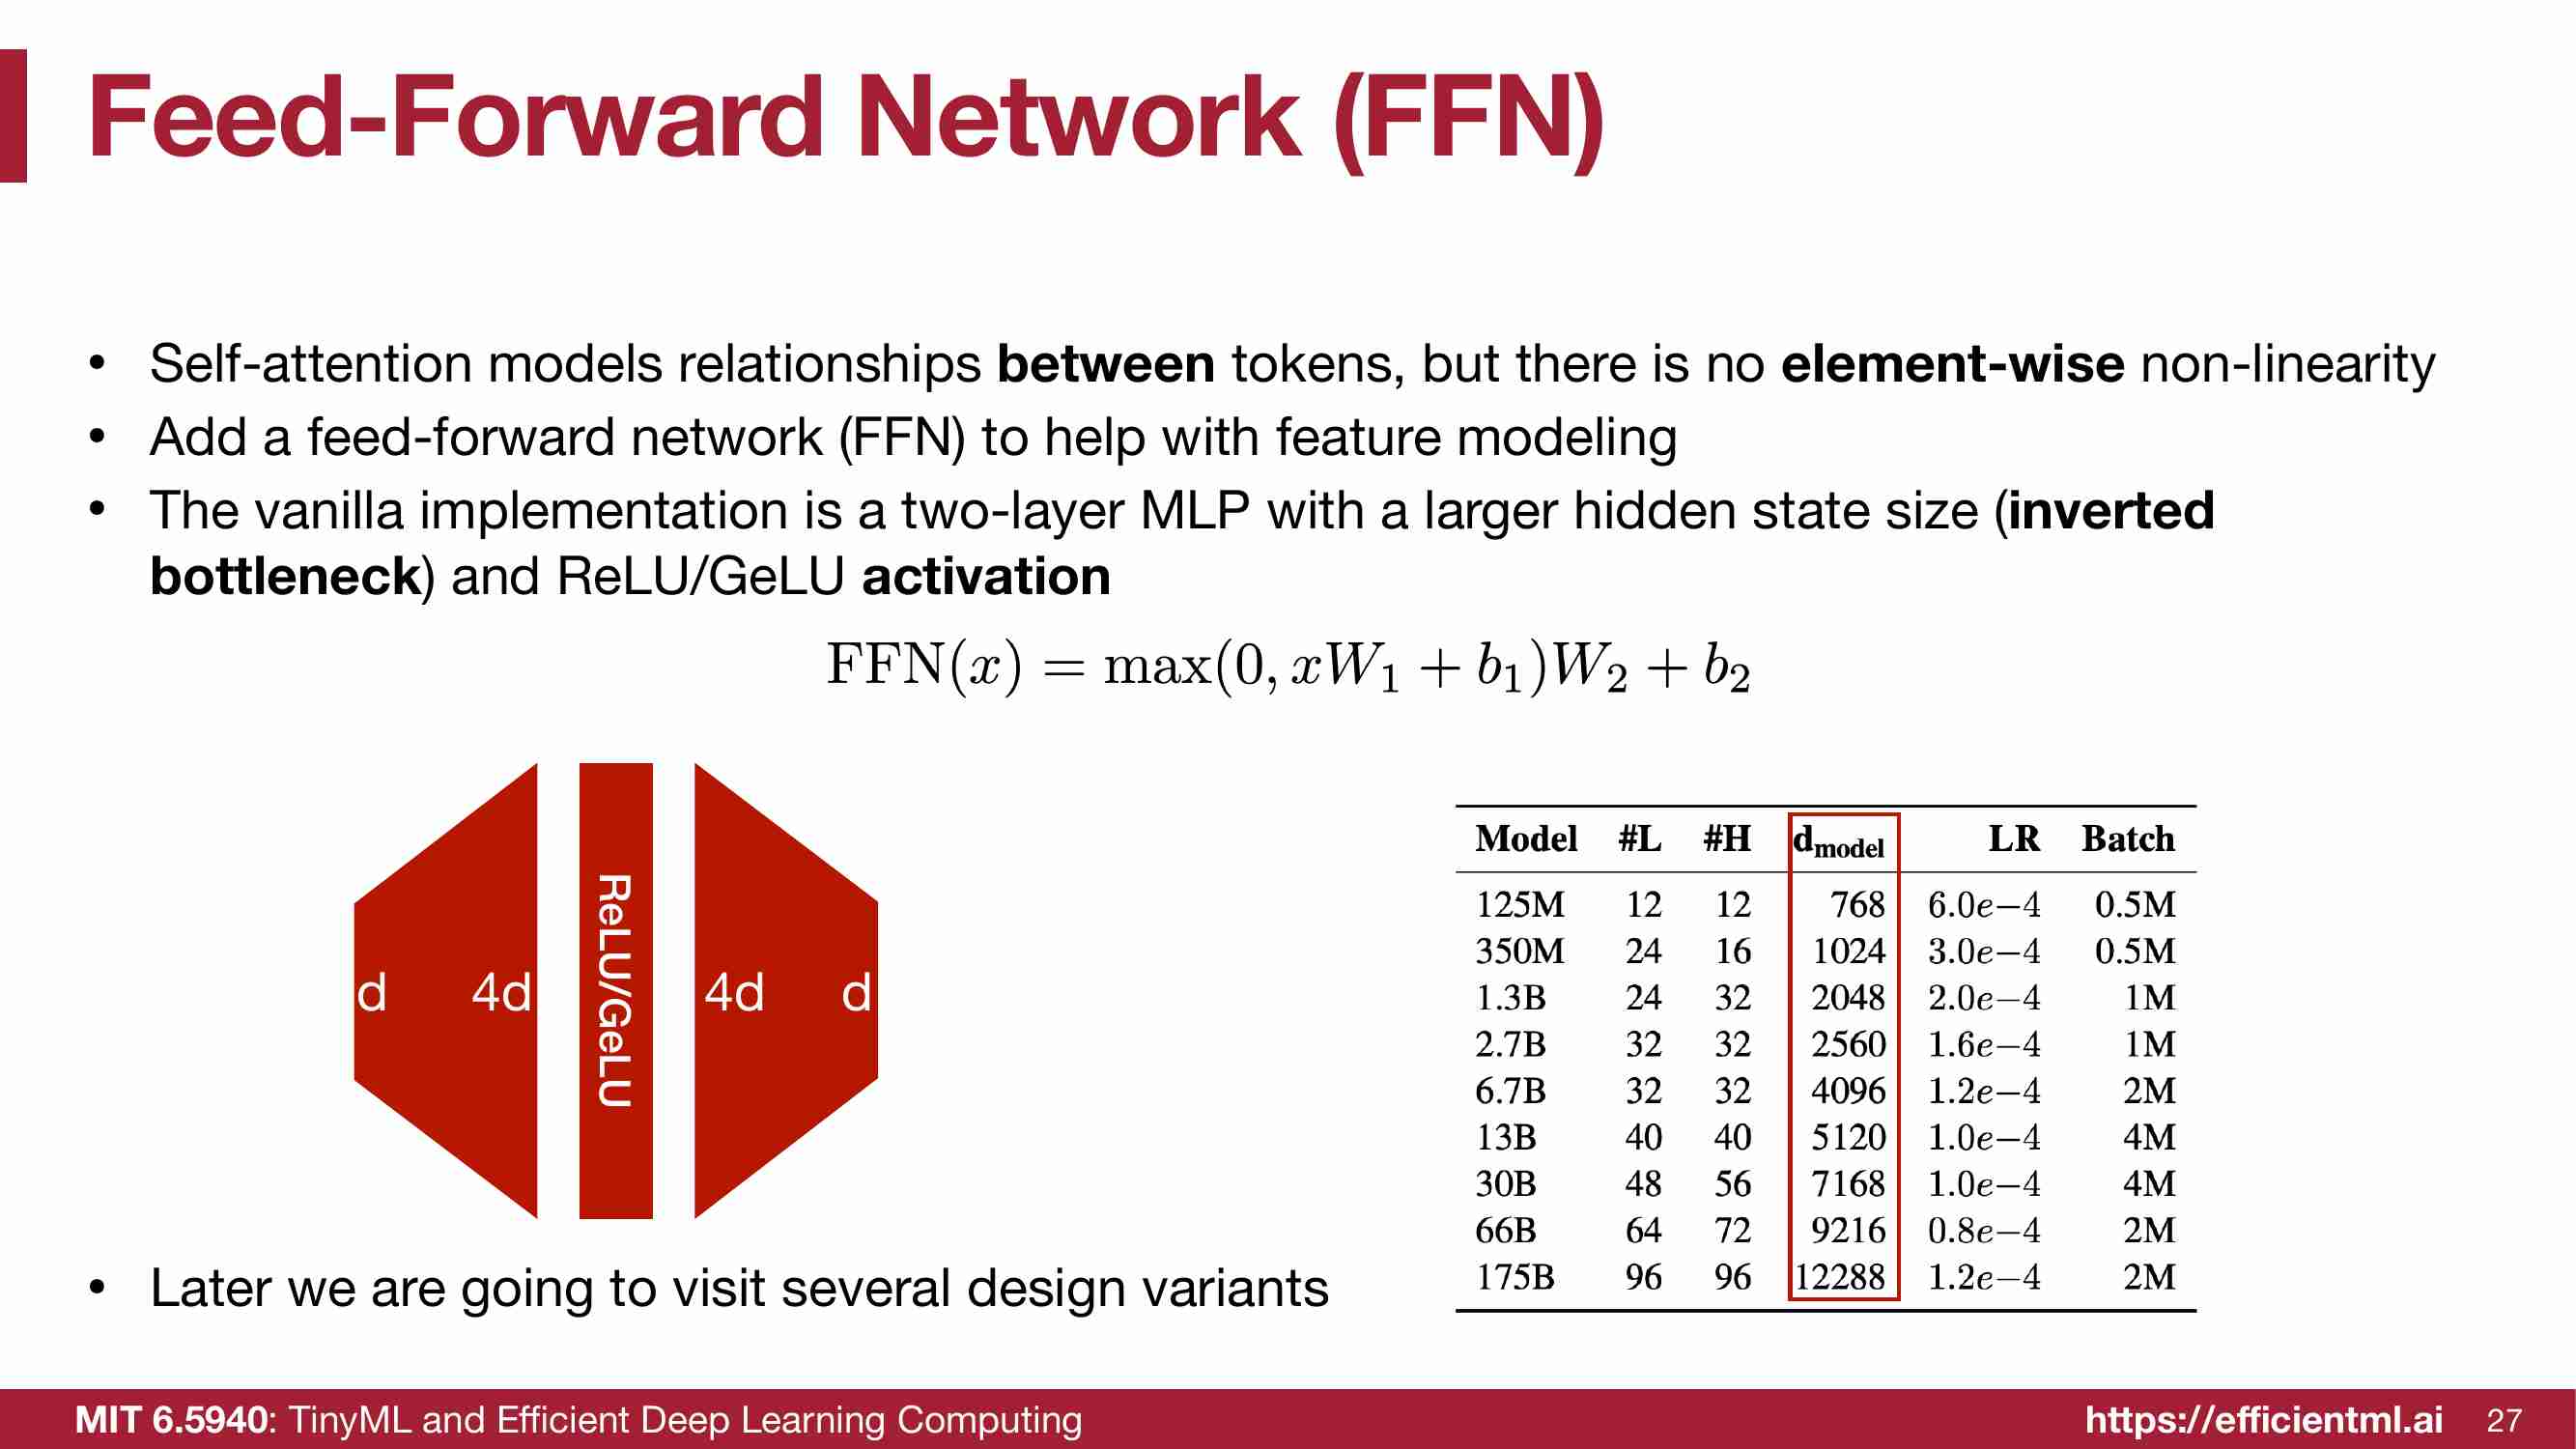 Feed-Forward Network (FFN)
• Self-attention models relationships between tokens, but there is no element-wise non-linearity
• Add a feed-forward network (FFN) to help with feature modeling
• The vanilla implementation is a two-layer MLP with a larger hidden state size (inverted
bottleneck) and ReLU/GeLU activation
FFN(x) = max(0, xW₁ + b₁)W₂ + b₂
d 4d ReLU/GeLU 4d d
Model #L #H d_model LR Batch
125M 12 12 768 6.0e−4 0.5M
350M 24 16 1024 3.0e−4 0.5M
1.3B 24 32 2048 2.0e−4 1M
2.7B 32 32 2560 1.6e−4 1M
6.7B 32 32 4096 1.2e−4 2M
13B 40 40 5120 1.0e−4 4M
30B 48 56 7168 1.0e−4 4M
66B 64 72 9216 0.8e−4 2M
175B 96 96 12288 1.2e−4 2M
• Later we are going to visit several design variants
MIT 6.5940: TinyML and Efficient Deep Learning Computing
https://efficientml.ai 27